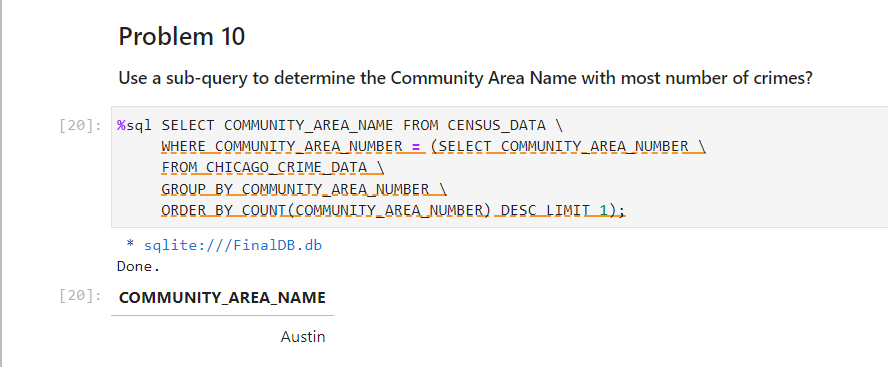 Problem 10
Use a sub-query to determine the Community Area Name with most number of crimes?
[20]: %sql SELECT COMMUNITY_AREA_NAME FROM CENSUS_DATA \
WHERE COMMUNITY_AREA_NUMBER = (SELECT COMMUNITY_AREA_NUMBER \
FROM CHICAGO_CRIME_DATA \
GROUP BY COMMUNITY_AREA_NUMBER \
ORDER BY COUNT(COMMUNITY_AREA_NUMBER) DESC LIMIT 1);
* sqlite:///FinalDB.db
Done.
[20]: COMMUNITY_AREA_NAME
Austin